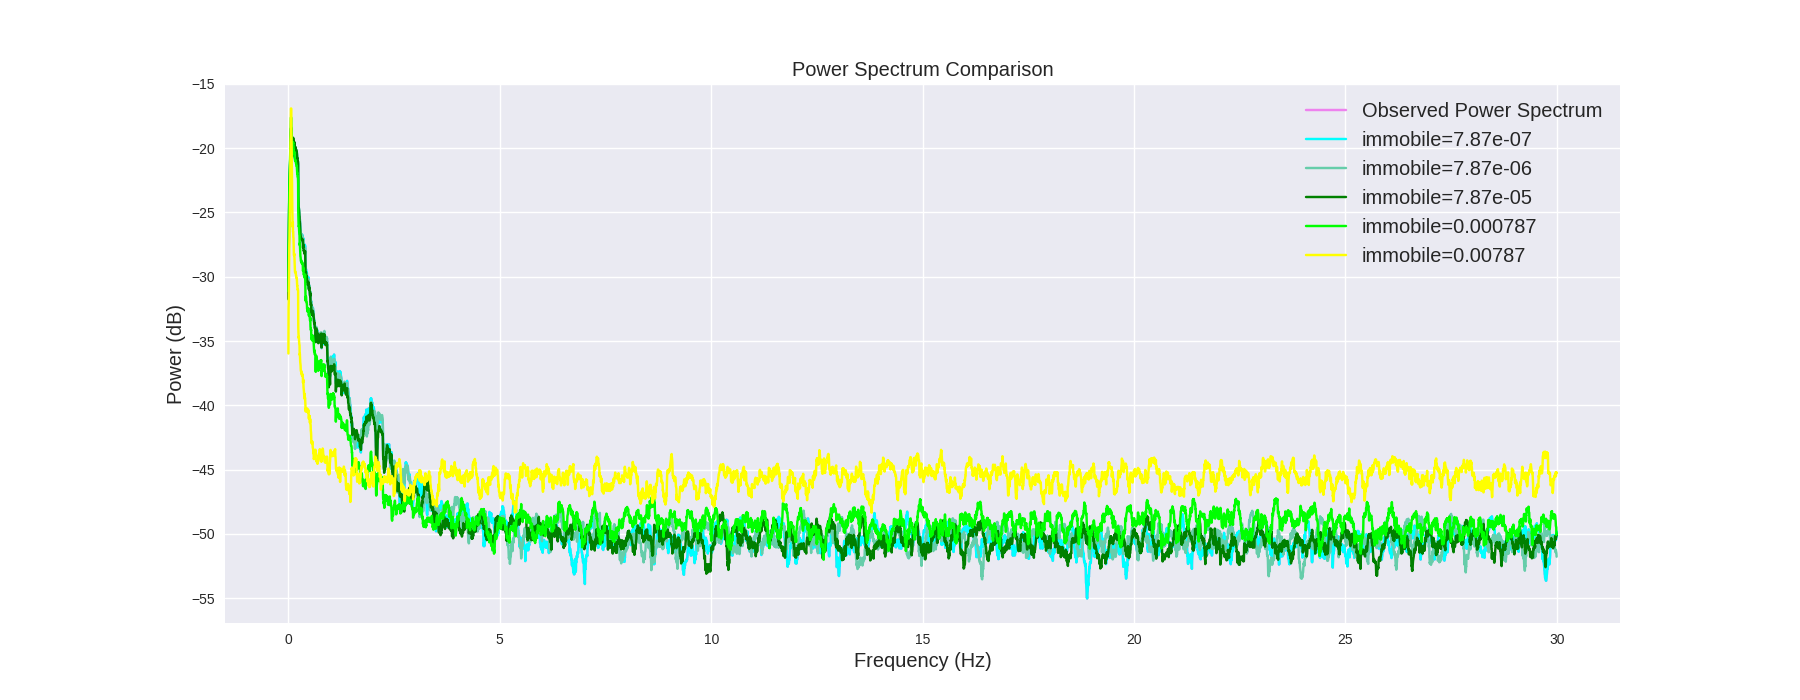 Power Spectrum Comparison
Power (dB)
−15
−20
−25
−30
−35
−40
−45
−50
−55
Observed Power Spectrum
immobile=7.87e-07
immobile=7.87e-06
immobile=7.87e-05
immobile=0.000787
immobile=0.00787
0 5 10 15 20 25 30
Frequency (Hz)